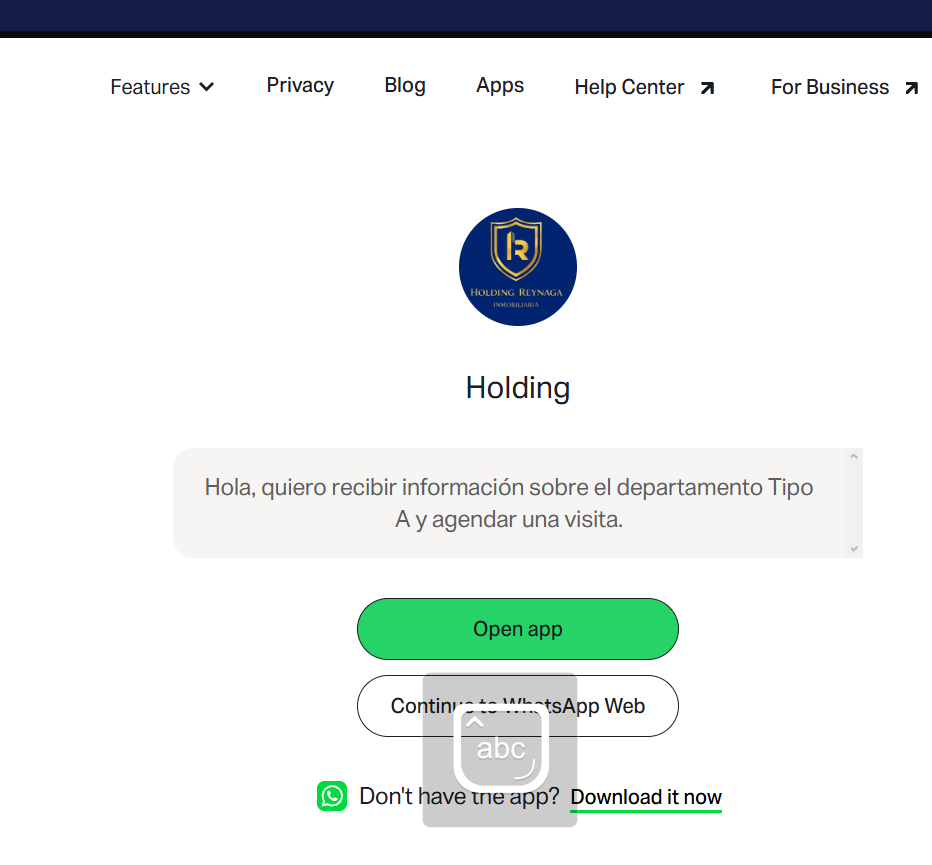 Features
Privacy
Blog
Apps
Help Center
For Business
R
HOLDING REYNAGA
INMOBILIARIA
Holding
Hola, quiero recibir información sobre el departamento Tipo
A y agendar una visita.
Open app
Continue to WhatsApp Web
abc
Don't have the app? Download it now